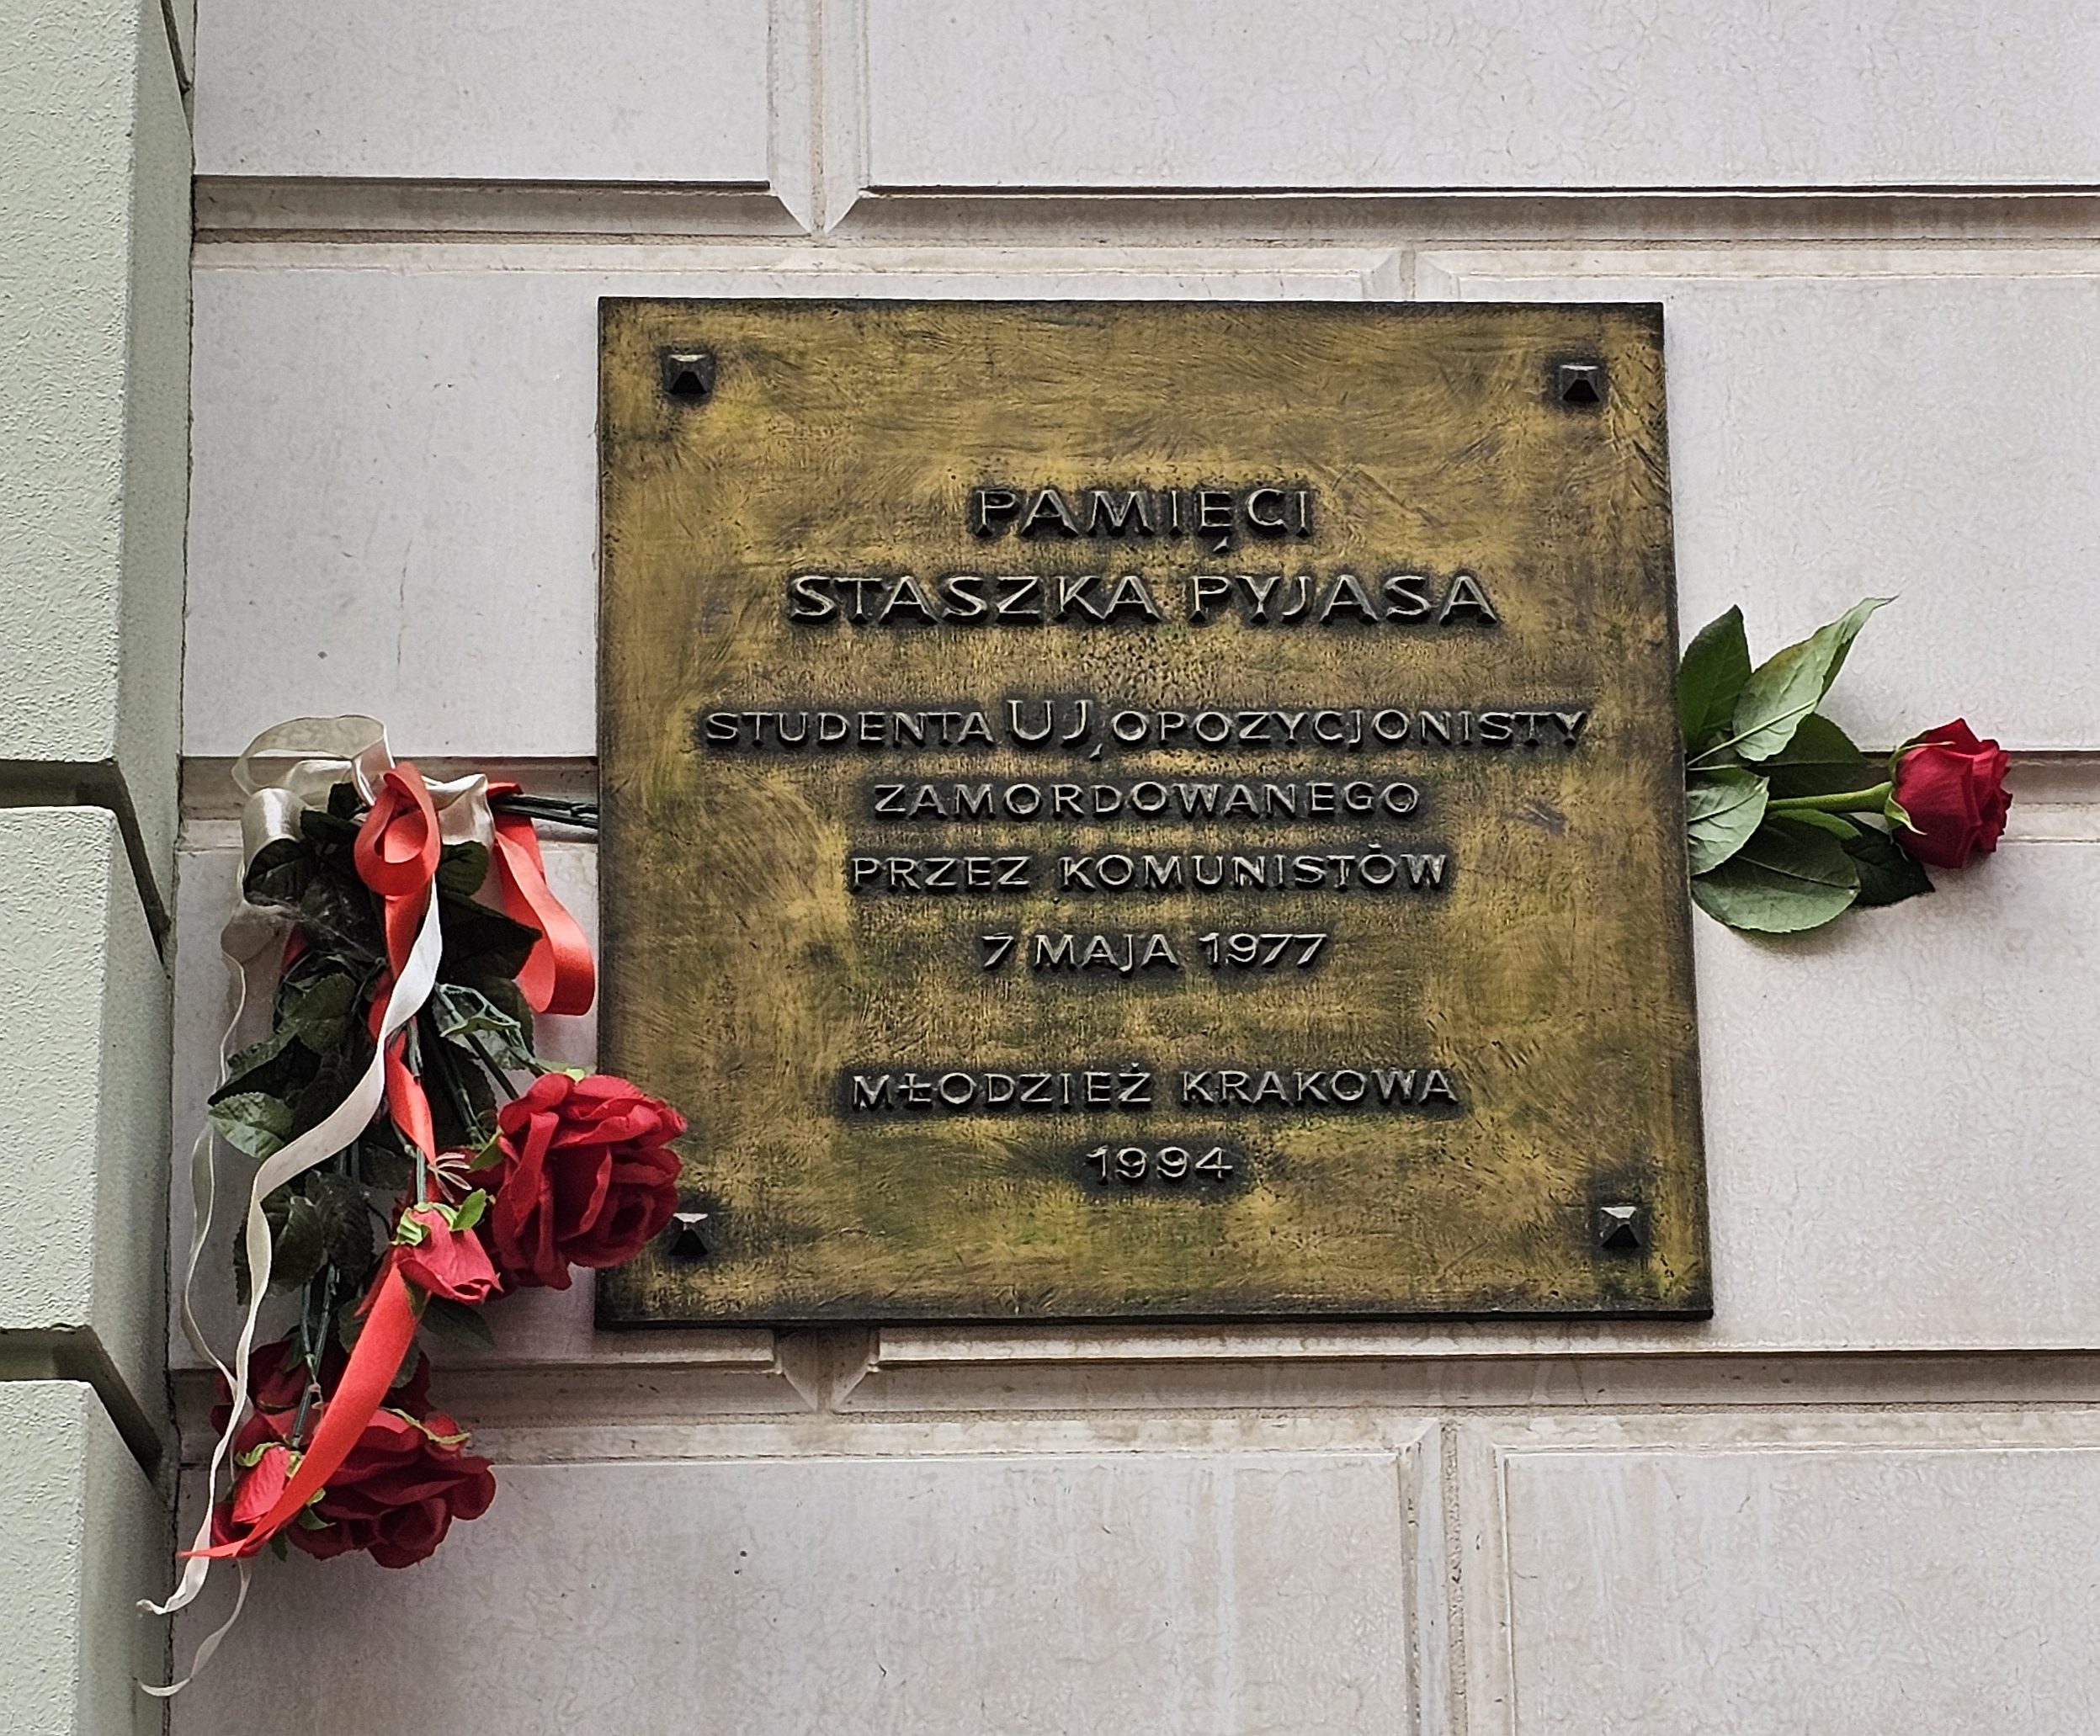 PAMIĘCI
STASZKA PYJASA
STUDENTA UJ, OPOZYCJONISTY
ZAMORDOWANEGO
PRZEZ KOMUNISTÓW
7 MAJA 1977
MŁODZIEŻ KRAKOWA
1994